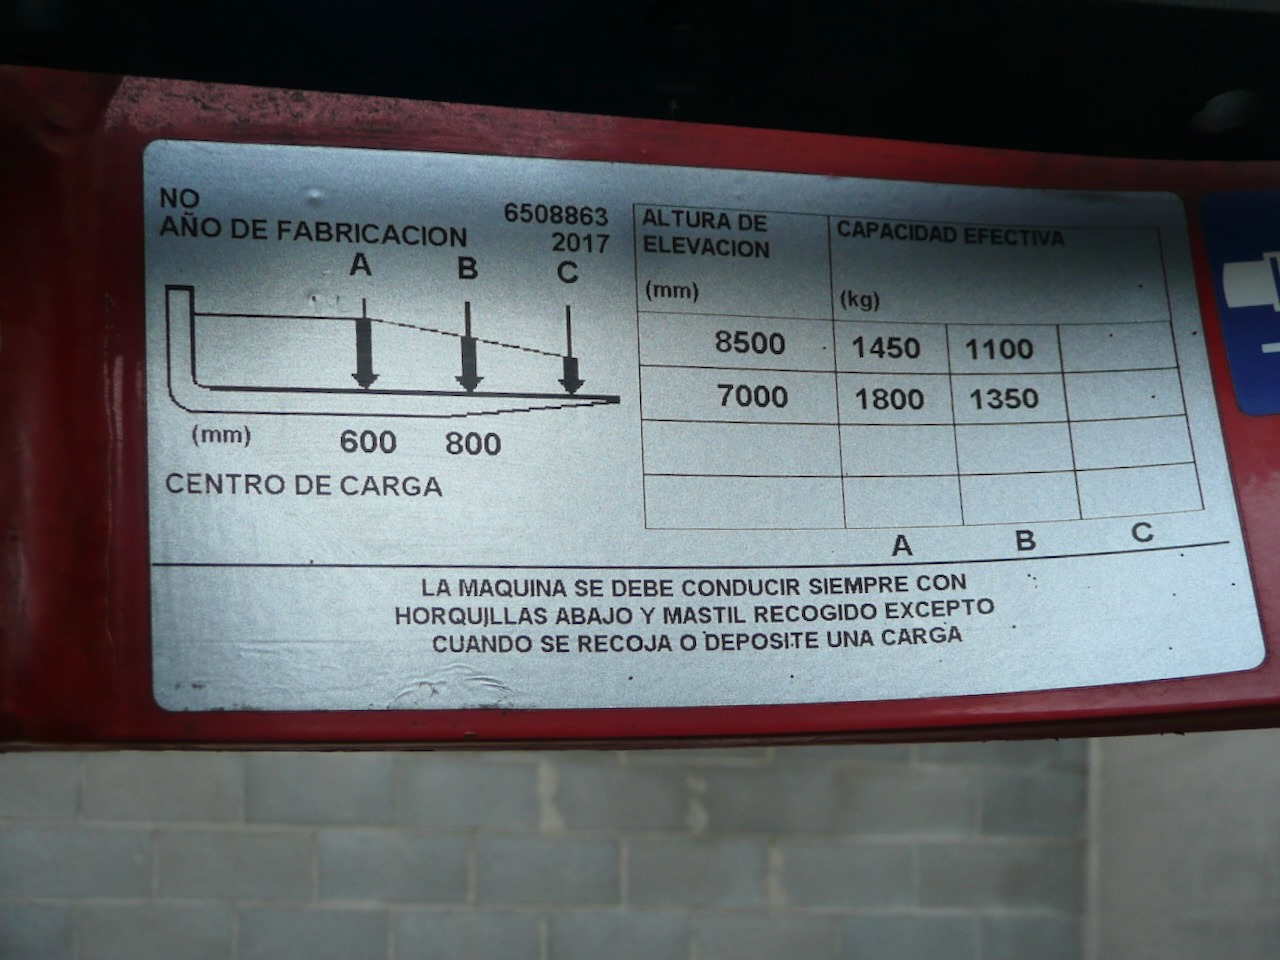 NO 6508863
AÑO DE FABRICACION 2017
A B C
(mm) 600 800
CENTRO DE CARGA
ALTURA DE
ELEVACION
(mm)
CAPACIDAD EFECTIVA
(kg)
8500 1450 1100
7000 1800 1350
A B C
LA MAQUINA SE DEBE CONDUCIR SIEMPRE CON
HORQUILLAS ABAJO Y MASTIL RECOGIDO EXCEPTO
CUANDO SE RECOJA O DEPOSITE UNA CARGA